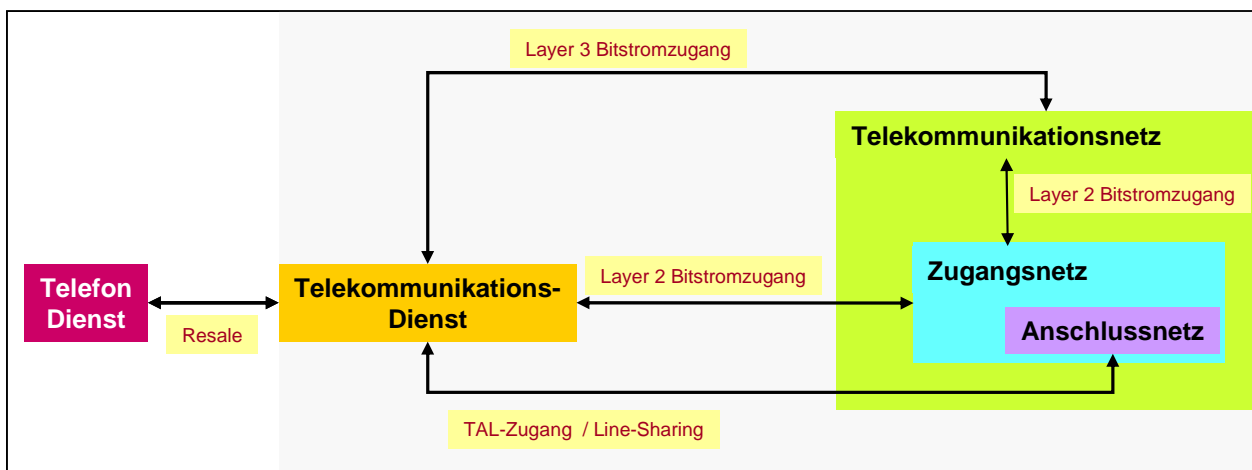 Layer 3 Bitstromzugang
Telekommunikationsnetz
Layer 2 Bitstromzugang
Zugangsnetz
Anschlussnetz
Layer 2 Bitstromzugang
Telekommunikations-
Dienst
Telefon
Dienst
Resale
TAL-Zugang / Line-Sharing